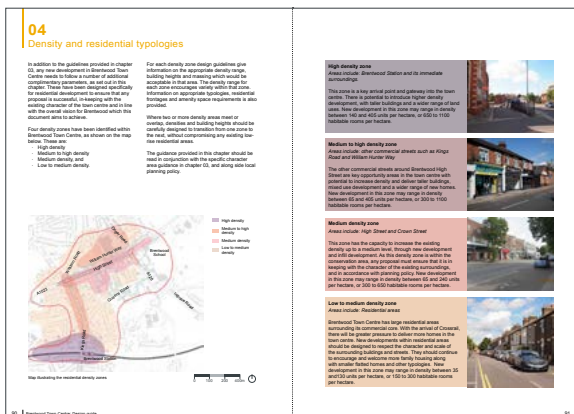 04
Density and residential typologies
In addition to the guidelines provided in chapter
03, any new development in Brentwood Town
Centre needs to follow a number of additional
complimentary parameters, as set out in this
chapter. These have been designed specifically
for residential development to ensure that any
proposal is successful, in-keeping with the
existing character of the town centre and in line
with the overall vision for Brentwood which this
document aims to achieve.
Four density zones have been identified within
Brentwood Town Centre, as shown on the map
below. These are:
- High density
- Medium to high density
- Medium density, and
- Low to medium density
For each density zone design guidelines give
information on the appropriate density range,
building heights and massing which would be
acceptable in that area. The density range for
each zone encourages variety within that zone.
Information on appropriate typologies, residential
frontages and amenity space requirements is also
provided.
Where two or more density areas meet or
overlap, densities and building heights should be
carefully designed to transition from one zone to
the next, without compromising any existing low-
rise residential areas.
The guidance provided in this chapter should be
read in conjunction with the specific character
area guidance in chapter 03, and along side local
planning policy.
High density
Medium to high
density
Medium density
Low to medium
density
Brentwood
School
William Hunter Way
High Street
A1023
Map illustrating the residential density zones
0 100 200 400m
90 Brentwood Town Centre Design guide
High density zone
Areas include: Brentwood Station and its immediate
surroundings.
This zone is a key arrival point and gateway into the town
centre. There is potential to introduce higher density
development, with taller buildings and a wider range of land
uses. New development in this zone may range in density
between 140 and 405 units per hectare, or 650 to 1100
habitable rooms per hectare.
Medium to high density zone
Areas include: other commercial streets such as Kings
Road and William Hunter Way
The other commercial streets around Brentwood High
Street are key opportunity areas in the town centre with
potential to increase density and deliver taller buildings,
mixed use development and a wider range of new homes.
New development in this zone may range in density
between 65 and 405 units per hectare, or 300 to 1100
habitable rooms per hectare.
Medium density zone
Areas include: High Street and Crown Street
This zone has the capacity to increase the existing
density up to a medium level, through new development
and infill development. As this density zone is within the
conservation area, any proposal must ensure that it is in
keeping with the character of the existing surroundings,
and in accordance with planning policy. New development
in this zone may range in density between 65 and 240 units
per hectare, or 300 to 650 habitable rooms per hectare.
Low to medium density zone
Areas include: Residential areas
Brentwood Town Centre has large residential areas
surrounding its commercial core. With the arrival of Crossrail,
there will be greater pressure to deliver more homes in the
town centre. New developments within residential areas
should be designed to respect the character and scale of
the surrounding buildings and streets. They should continue
to encourage and welcome more family housing along
with smaller flatted homes and other typologies. New
development in this zone may range in density between 35
and130 units per hectare, or 150 to 300 habitable rooms
per hectare.
91